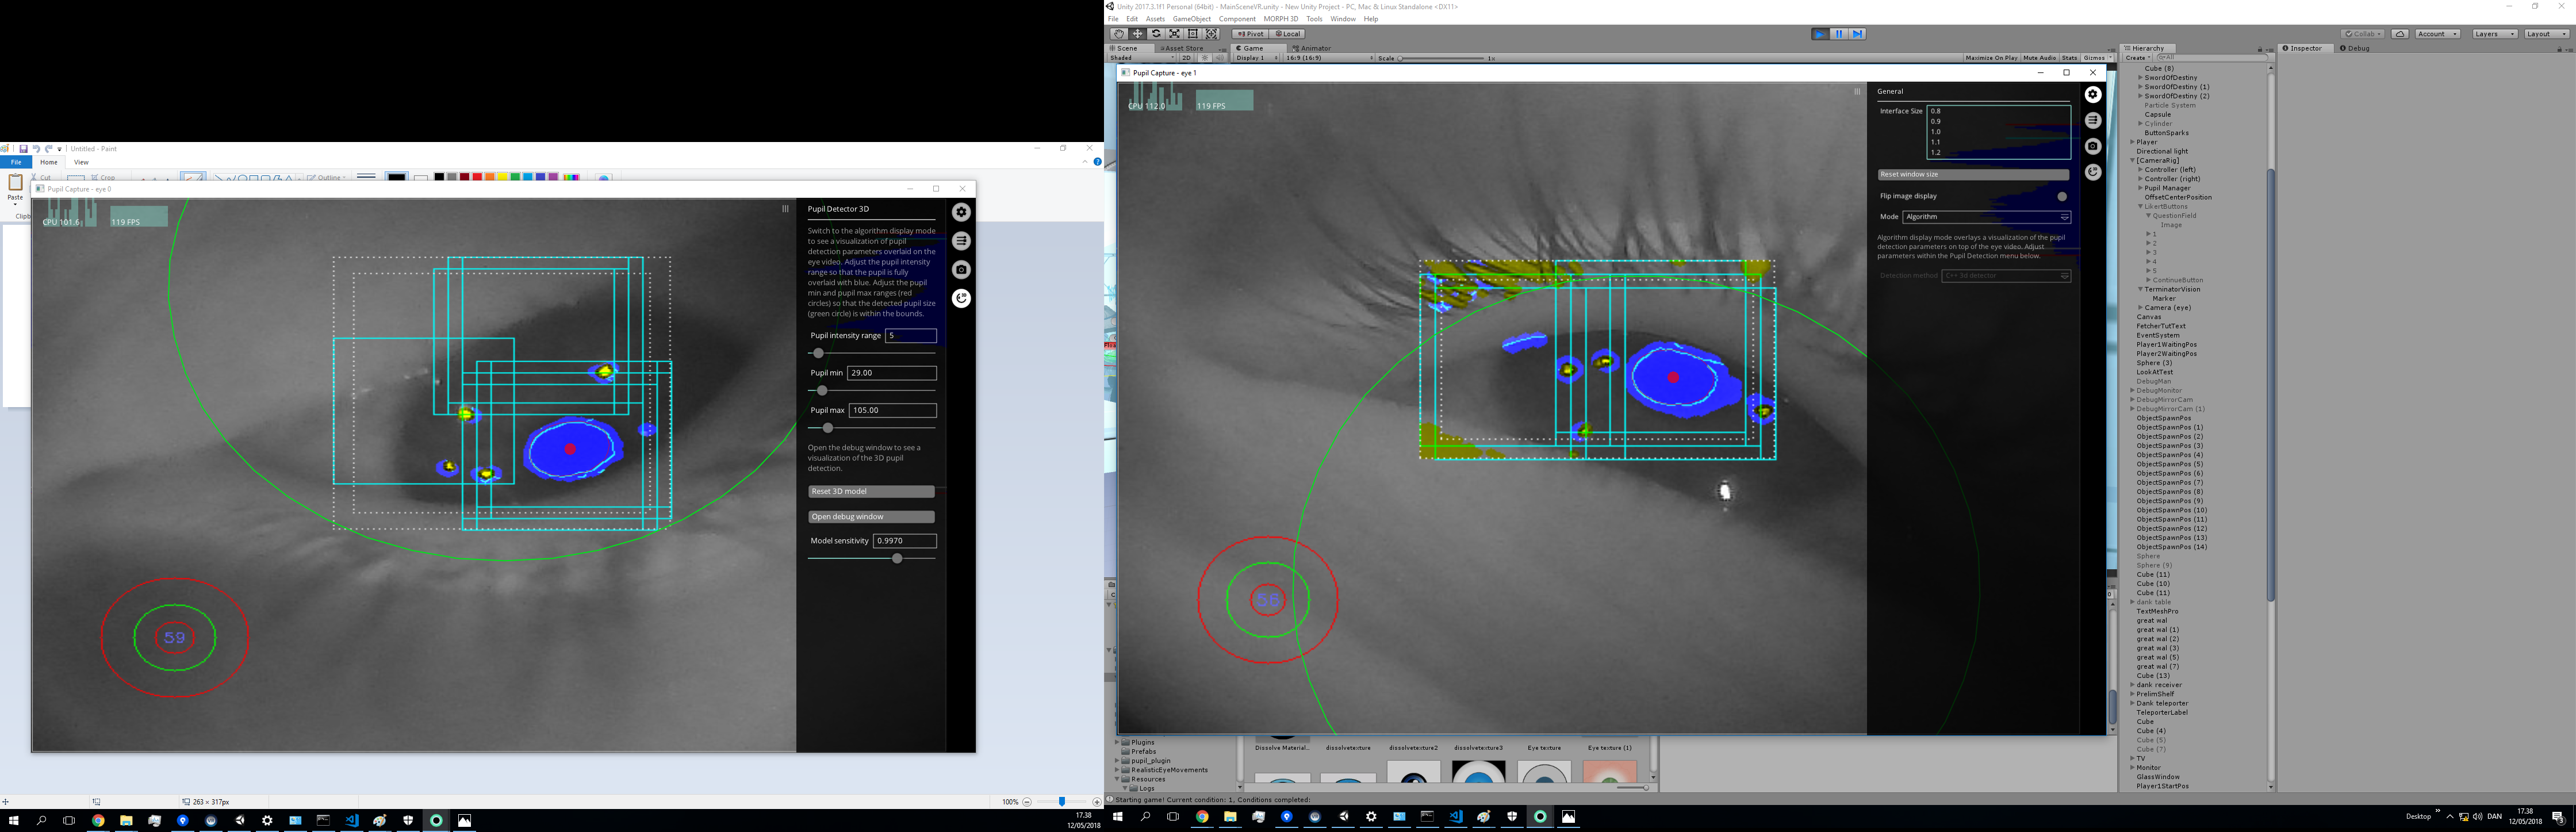 Untitled - Paint
File
Home
View
Paste
Cut
Crop
Outline
Pupil Capture - eye 0
CPU 101.6
119 FPS
Pupil Detector 3D
Switch to the algorithm display mode
to see a visualization of pupil
detection parameters overlaid on the
eye video. Adjust the pupil intensity
range so that the pupil is fully
overlaid with blue. Adjust the pupil
min and pupil max ranges (red
circles) so that the detected pupil size
(green circle) is within the bounds.
Pupil intensity range 5
Pupil min 29.00
Pupil max 105.00
Open the debug window to see a
visualization of the 3D pupil
detection.
Reset 3D model
Open debug window
Model sensitivity 0.9970
59
263 × 317px
100%
17.38
12/05/2018
Unity 2017.3.1f1 Personal (64bit) - MainSceneVR.unity - New Unity Project - PC, Mac & Linux Standalone <DX11>
File Edit Assets GameObject Component MORPH 3D Tools Window Help
Pivot Local
Collab Account Layers Layout
Scene Asset Store Game Animator
Shaded 2D Display 1 16:9 (16:9) Scale 1x Maximize On Play Mute Audio Stats Gizmos
Pupil Capture - eye 1
CPU 112.0
119 FPS
General
Interface Size
0.8
0.9
1.0
1.1
1.2
Reset window size
Flip image display
Mode Algorithm
Algorithm display mode overlays a visualization of the pupil
detection parameters on top of the eye video. Adjust
parameters within the Pupil Detection menu below.
Detection method C++ 3d detector
56
Hierarchy
Create
All
Cube (8)
SwordOfDestiny
SwordOfDestiny (1)
SwordOfDestiny (2)
Particle System
Capsule
Cylinder
ButtonSparks
Player
Directional light
[CameraRig]
Controller (left)
Controller (right)
Pupil Manager
OffsetCenterPosition
LikertButtons
QuestionField
Image
1
2
3
4
5
ContinueButton
TerminatorVision
Marker
Camera (eye)
Canvas
FetcherTutText
EventSystem
Player1WaitingPos
Player2WaitingPos
Sphere (3)
LookAtTest
DebugMan
DebugMonitor
DebugMirrorCam
DebugMirrorCam (1)
ObjectSpawnPos
ObjectSpawnPos (1)
ObjectSpawnPos (2)
ObjectSpawnPos (3)
ObjectSpawnPos (4)
ObjectSpawnPos (5)
ObjectSpawnPos (6)
ObjectSpawnPos (7)
ObjectSpawnPos (8)
ObjectSpawnPos (9)
ObjectSpawnPos (10)
ObjectSpawnPos (11)
ObjectSpawnPos (12)
ObjectSpawnPos (13)
ObjectSpawnPos (14)
Sphere
Sphere (9)
Cube (11)
Cube (10)
Cube (11)
dank table
TextMeshPro
great wal
great wal (1)
great wal (2)
great wal (3)
great wal (5)
great wal (7)
Cube (13)
dank receiver
PrelimShelf
Dank teleporter
TeleporterLabel
Cube
Cube (4)
Cube (5)
Cube (7)
TV
Monitor
GlassWindow
Player1StartPos
Inspector Debug
Plugins
Prefabs
pupil_plugin
RealisticEyeMovements
Resources
Logs
Dissolve Material... dissolvetexture dissolvetexture2 dissolvetexture3 Eye texture Eye texture (1)
Starting game! Current condition: 1, Conditions completed:
Desktop
DAN
17.38
12/05/2018